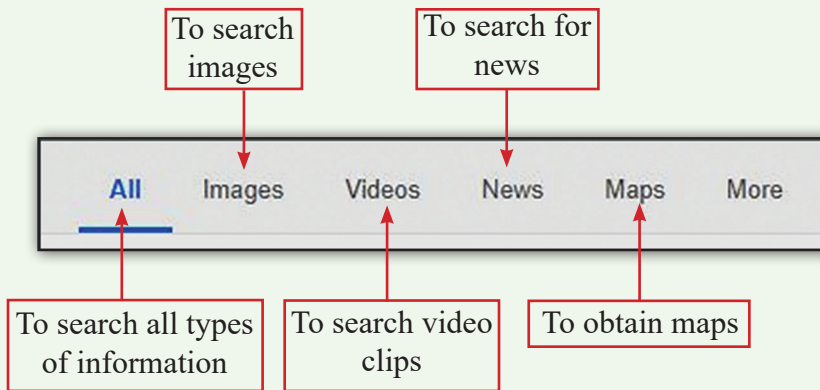 To search
images
To search for
news
All Images Videos News Maps More
To search all types
of information
To search video
clips
To obtain maps